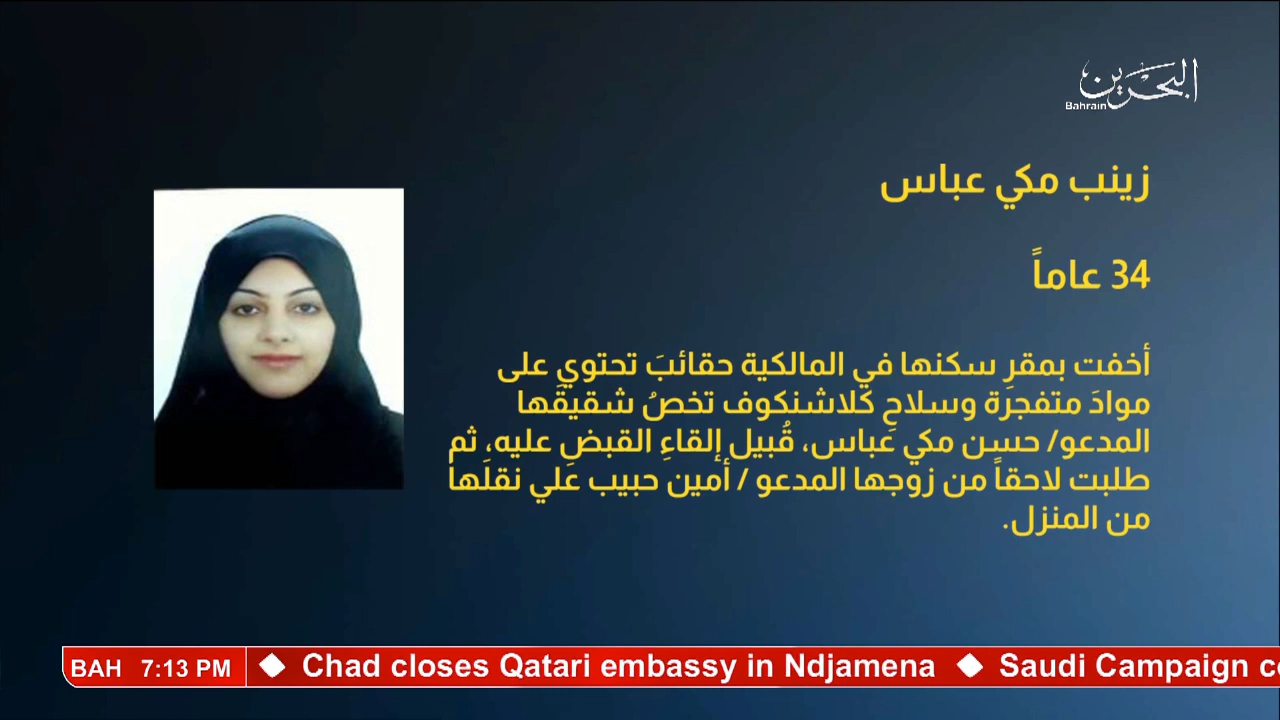 البحرين
Bahrain
زينب مكي عباس
34 عاماً
أخفت بمقرِ سكنها في المالكية حقائبَ تحتوي على
موادَ متفجرة وسلاحِ كلاشنكوف تخصُ شقيقَها
المدعو/ حسن مكي عباس، قُبيل إلقاءِ القبضِ عليه، ثم
طلبت لاحقاً من زوجها المدعو / أمين حبيب علي نقلَها
من المنزل.
BAH 7:13 PM ◆ Chad closes Qatari embassy in Ndjamena ◆ Saudi Campaign